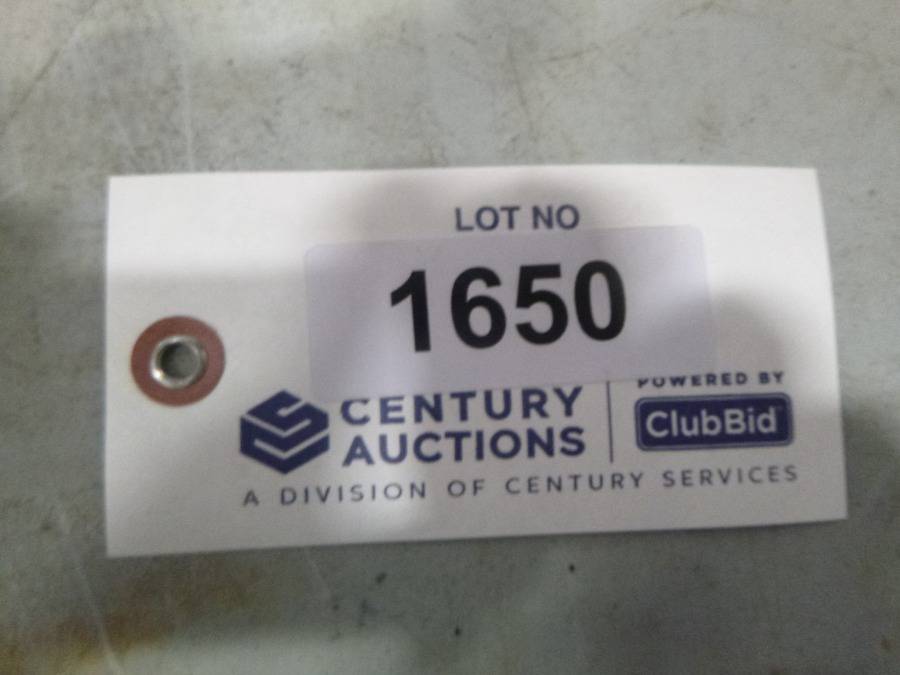 LOT NO
1650
CENTURY
AUCTIONS
POWERED BY
ClubBid
A DIVISION OF CENTURY SERVICES